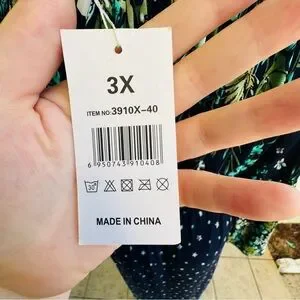 3X
ITEM NO:3910X-40
6 950743 910408
MADE IN CHINA